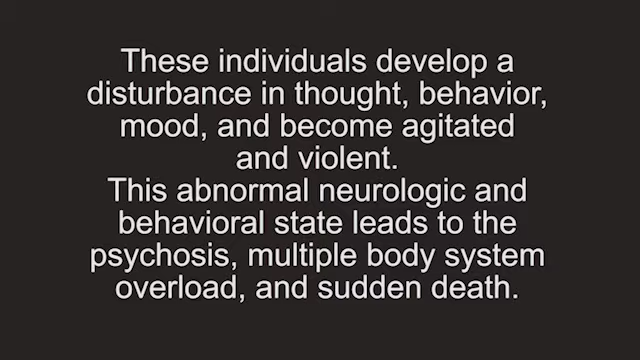 These individuals develop a
disturbance in thought, behavior,
mood, and become agitated
and violent.
This abnormal neurologic and
behavioral state leads to the
psychosis, multiple body system
overload, and sudden death.